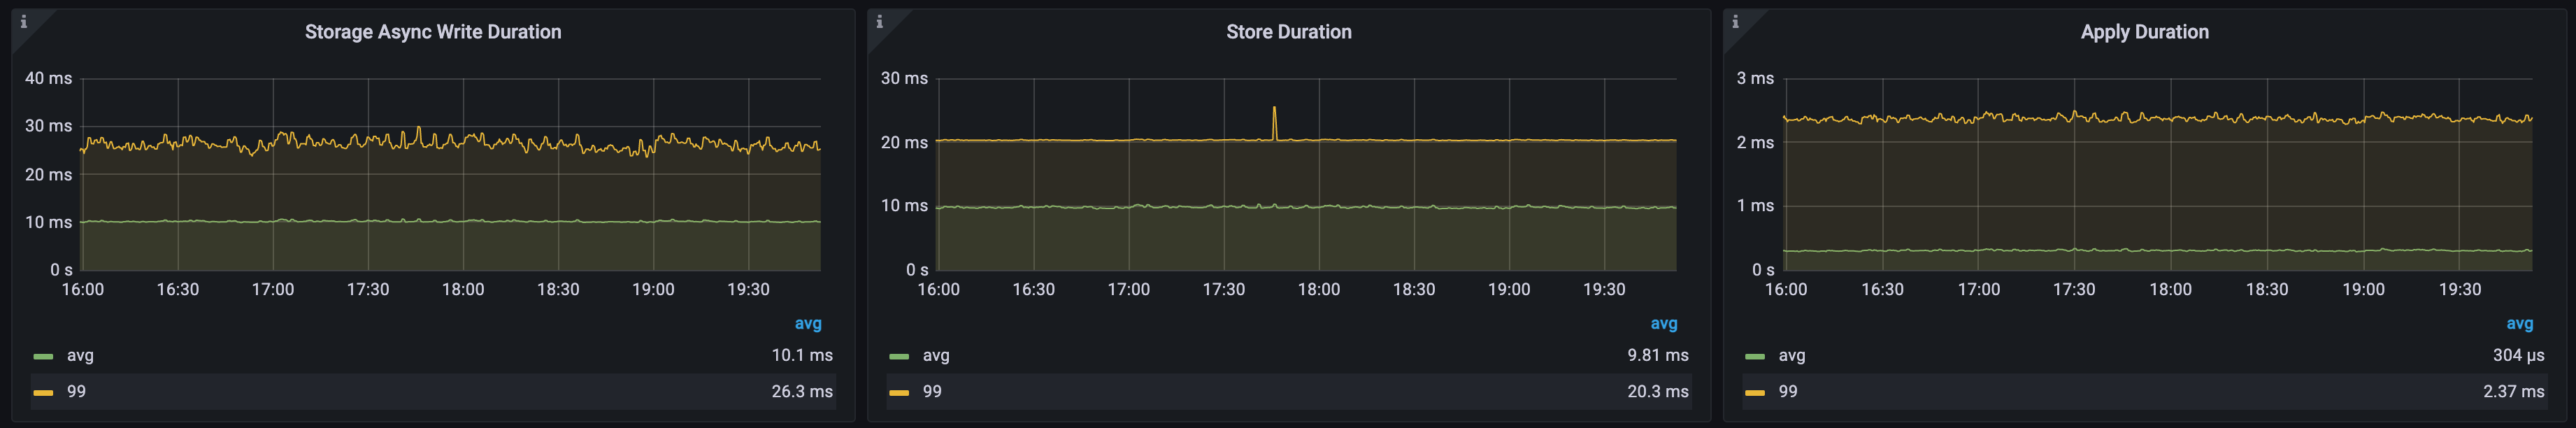 Storage Async Write Duration
40 ms
30 ms
20 ms
10 ms
0 s
16:00 16:30 17:00 17:30 18:00 18:30 19:00 19:30
avg
avg 10.1 ms
99 26.3 ms
Store Duration
30 ms
20 ms
10 ms
0 s
16:00 16:30 17:00 17:30 18:00 18:30 19:00 19:30
avg
avg 9.81 ms
99 20.3 ms
Apply Duration
3 ms
2 ms
1 ms
0 s
16:00 16:30 17:00 17:30 18:00 18:30 19:00 19:30
avg
avg 304 µs
99 2.37 ms